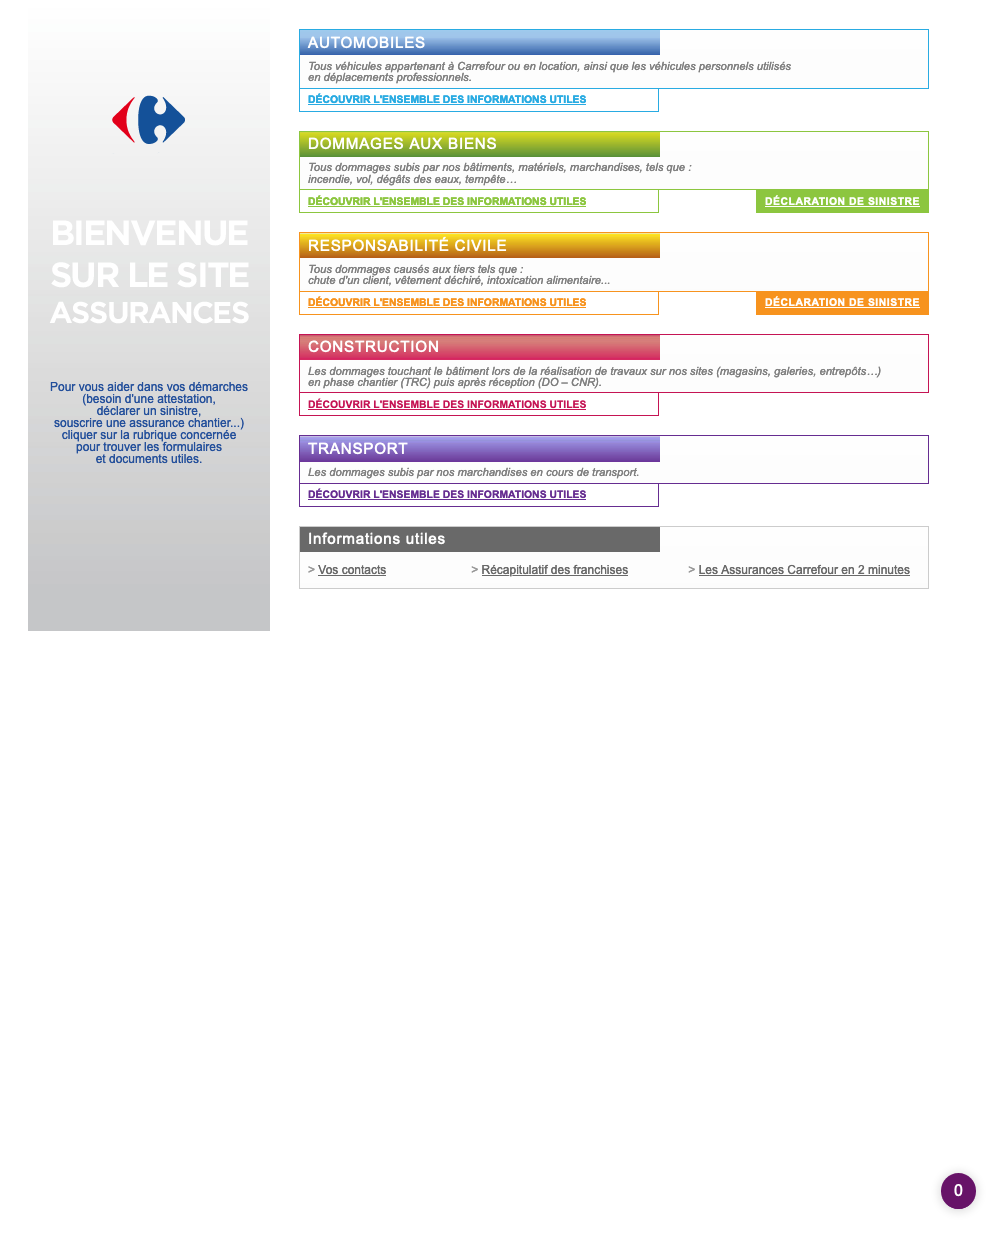 BIENVENUE
SUR LE SITE
ASSURANCES
Pour vous aider dans vos démarches
(besoin d'une attestation,
déclarer un sinistre,
souscrire une assurance chantier...)
cliquer sur la rubrique concernée
pour trouver les formulaires
et documents utiles.
AUTOMOBILES
Tous véhicules appartenant à Carrefour ou en location, ainsi que les véhicules personnels utilisés
en déplacements professionnels.
DÉCOUVRIR L'ENSEMBLE DES INFORMATIONS UTILES
DOMMAGES AUX BIENS
Tous dommages subis par nos bâtiments, matériels, marchandises, tels que :
incendie, vol, dégâts des eaux, tempête…
DÉCOUVRIR L'ENSEMBLE DES INFORMATIONS UTILES
DÉCLARATION DE SINISTRE
RESPONSABILITÉ CIVILE
Tous dommages causés aux tiers tels que :
chute d'un client, vêtement déchiré, intoxication alimentaire...
DÉCOUVRIR L'ENSEMBLE DES INFORMATIONS UTILES
DÉCLARATION DE SINISTRE
CONSTRUCTION
Les dommages touchant le bâtiment lors de la réalisation de travaux sur nos sites (magasins, galeries, entrepôts…)
en phase chantier (TRC) puis après réception (DO – CNR).
DÉCOUVRIR L'ENSEMBLE DES INFORMATIONS UTILES
TRANSPORT
Les dommages subis par nos marchandises en cours de transport.
DÉCOUVRIR L'ENSEMBLE DES INFORMATIONS UTILES
Informations utiles
> Vos contacts
> Récapitulatif des franchises
> Les Assurances Carrefour en 2 minutes
0